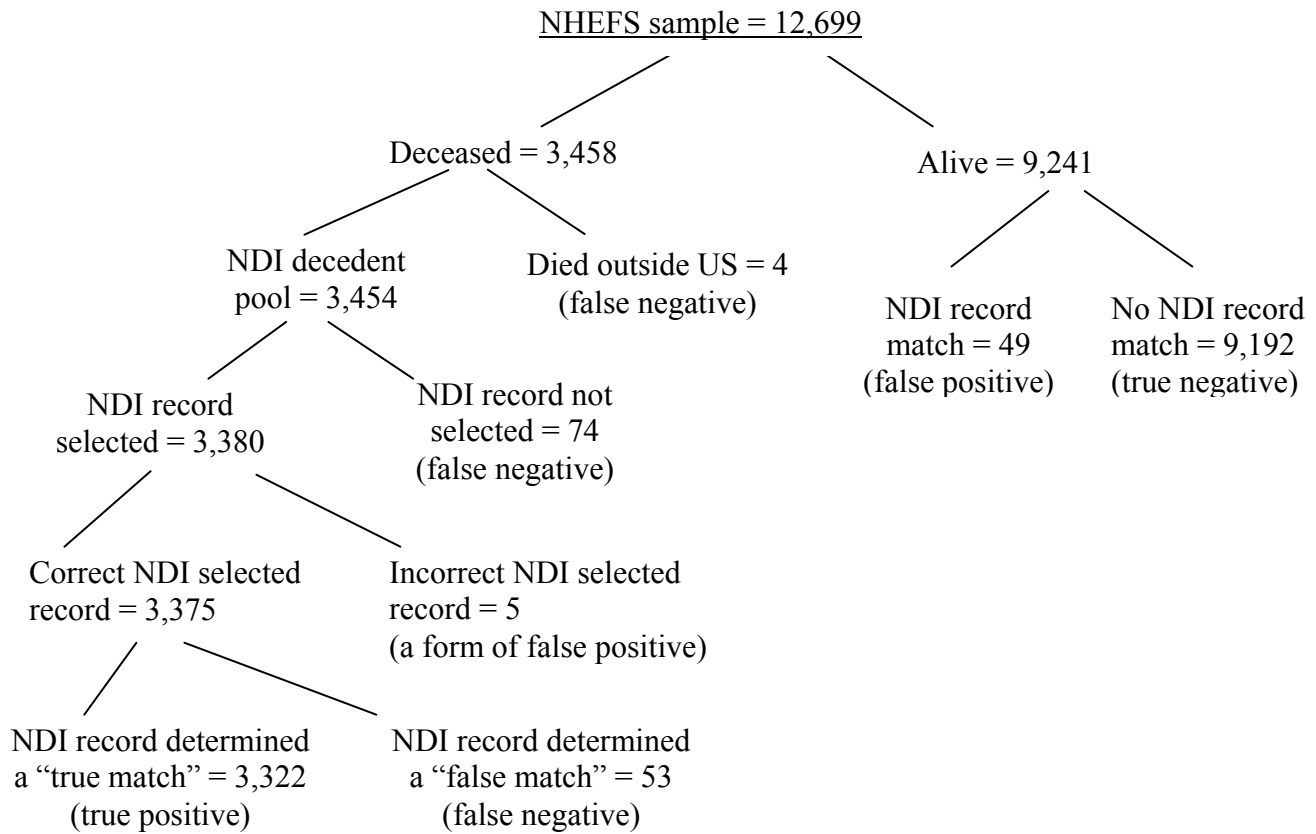 NHEFS sample = 12,699
Deceased = 3,458
Alive = 9,241
NDI decedent
pool = 3,454
Died outside US = 4
(false negative)
NDI record
match = 49
(false positive)
No NDI record
match = 9,192
(true negative)
NDI record
selected = 3,380
NDI record not
selected = 74
(false negative)
Correct NDI selected
record = 3,375
Incorrect NDI selected
record = 5
(a form of false positive)
NDI record determined
a “true match” = 3,322
(true positive)
NDI record determined
a “false match” = 53
(false negative)